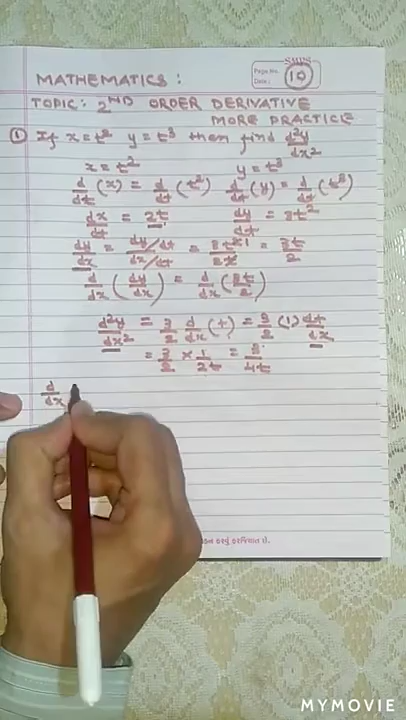 Page No. 10
Date :
MATHEMATICS :
TOPIC : 2ND ORDER DERIVATIVE
MORE PRACTICE
① If x = t² y = t³ then find d²y/dx²
x = t² y = t³
d/dt (x) = d/dt (t²) d/dt (y) = d/dt (t³)
dx/dt = 2t dy/dt = 3t²
dy/dx = dy/dt / dx/dt = 3t²/2t = 3t/2
d/dx (dy/dx) = d/dx (3t/2)
d²y/dx² = 3/2 d/dx (t) = 3/2 (1) dt/dx
= 3/2 × 1/2t = 3/4t
d/dx
MYMOVIE